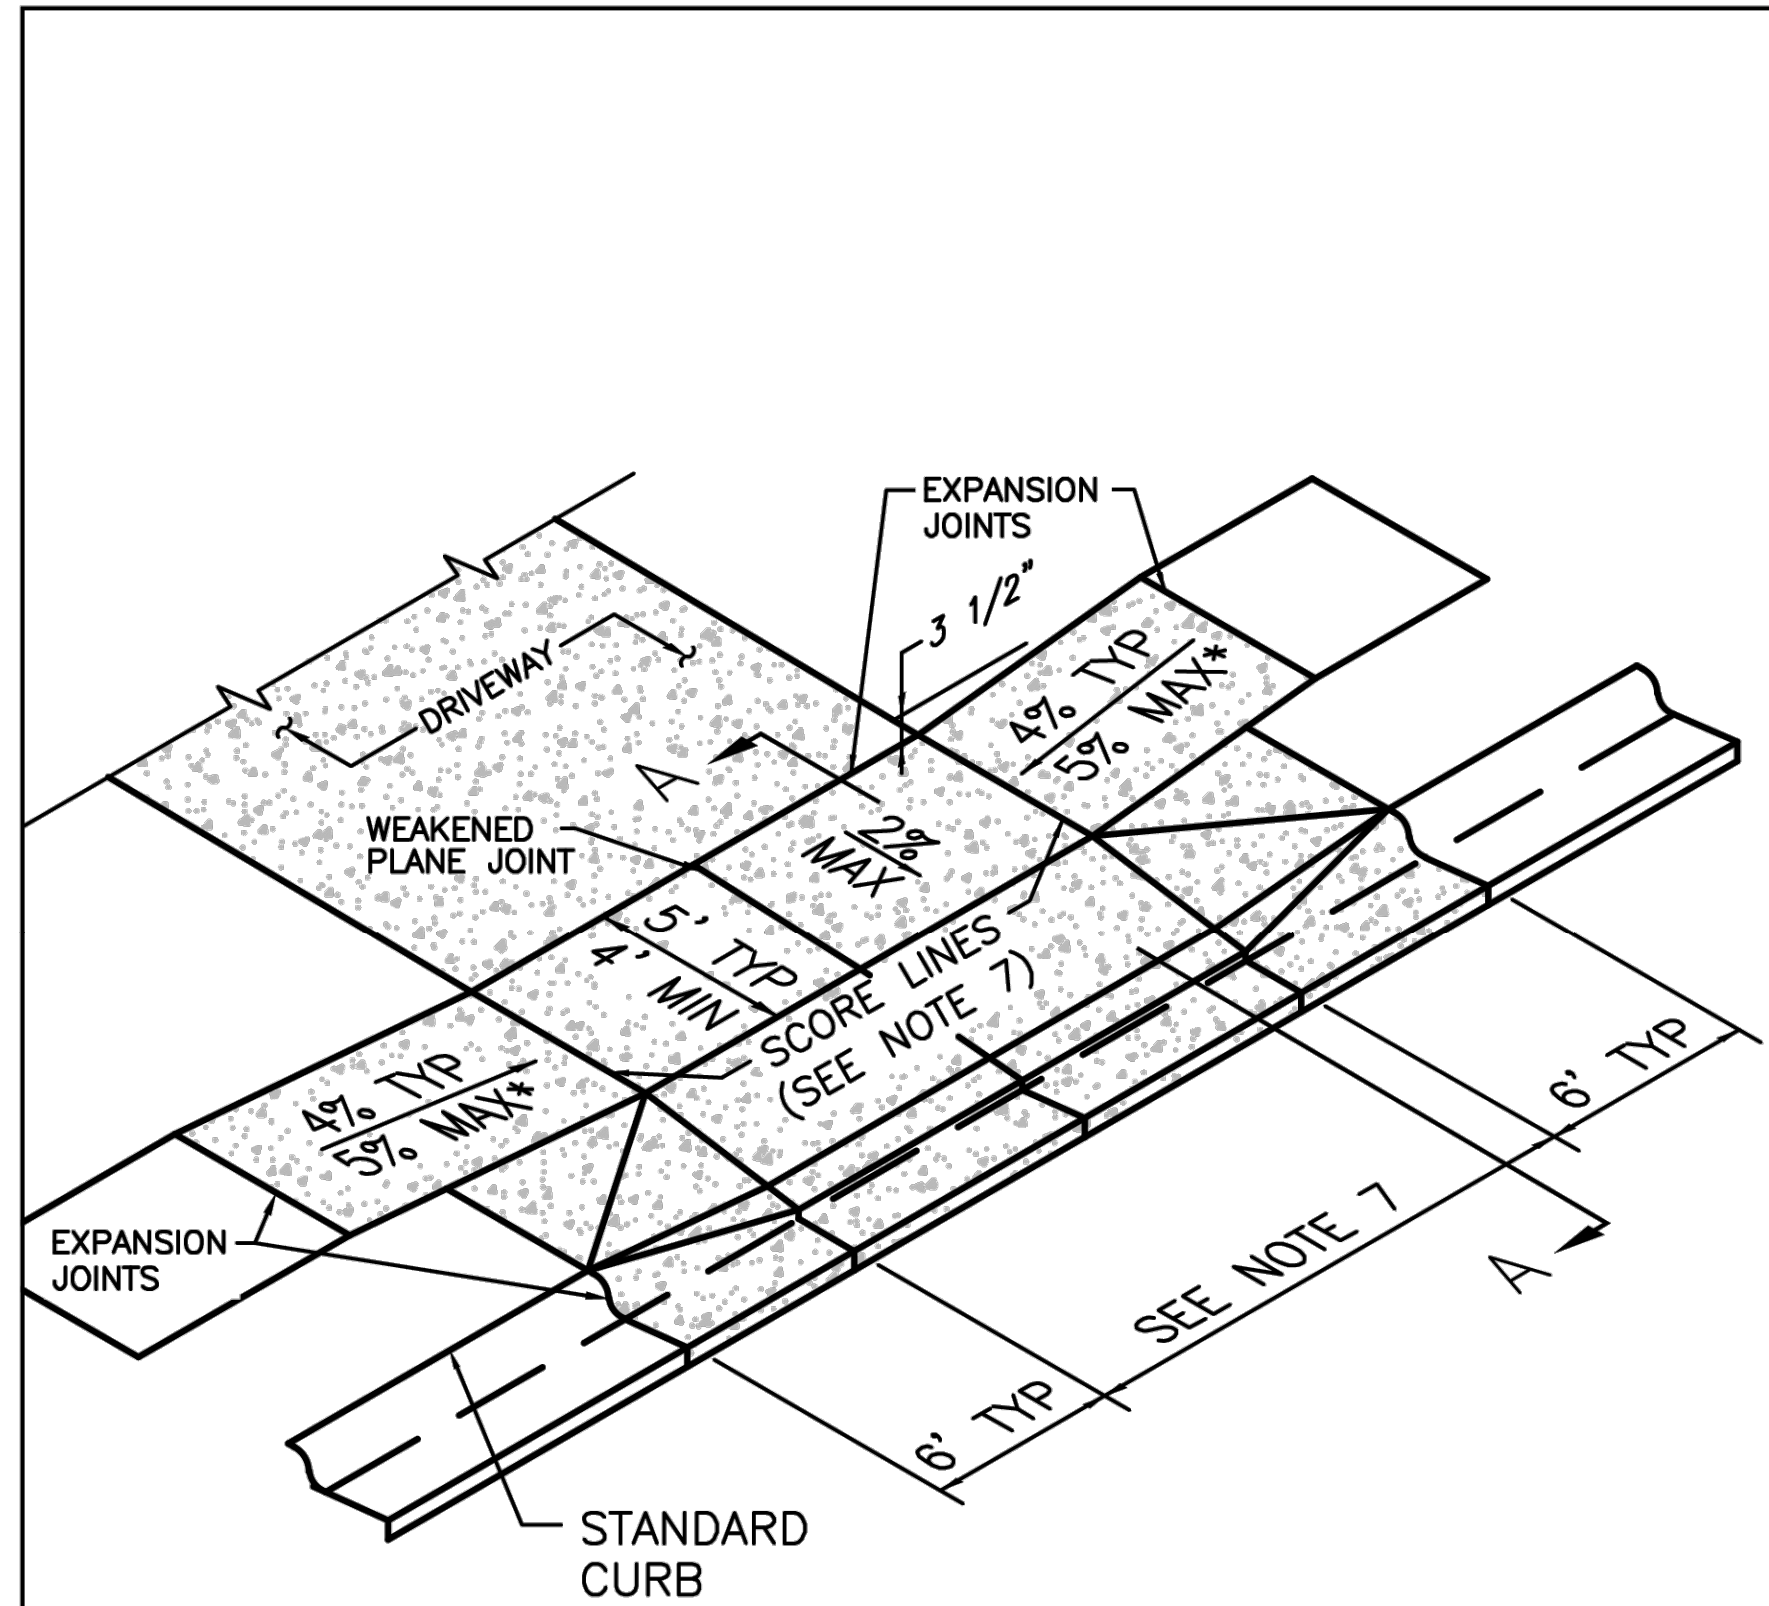 EXPANSION
JOINTS
3 1/2"
4% TYP
5% MAX*
DRIVEWAY
A
WEAKENED
PLANE JOINT
2%
MAX
5' TYP
4' MIN
SCORE LINES
(SEE NOTE 7)
4% TYP
5% MAX*
EXPANSION
JOINTS
6' TYP
SEE NOTE 7
A
6' TYP
STANDARD
CURB